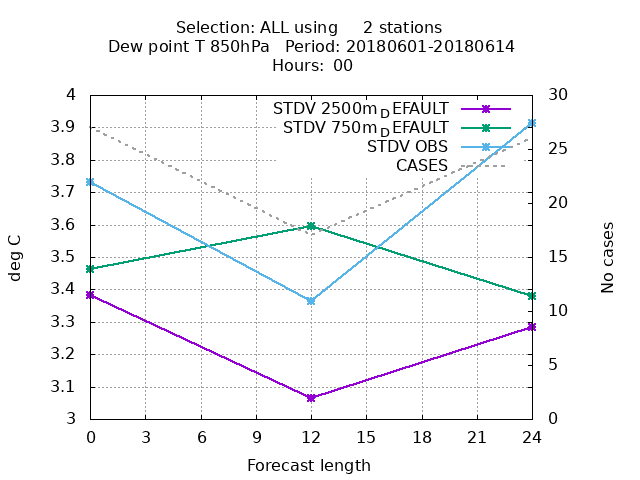 Selection: ALL using     2 stations
Dew point T 850hPa   Period: 20180601-20180614
Hours:  00
STDV 2500m_DEFAULT
STDV 750m_DEFAULT
STDV OBS
CASES
4
3.9
3.8
3.7
3.6
3.5
3.4
3.3
3.2
3.1
3
30
25
20
15
10
5
0
deg C
No cases
0 3 6 9 12 15 18 21 24
Forecast length